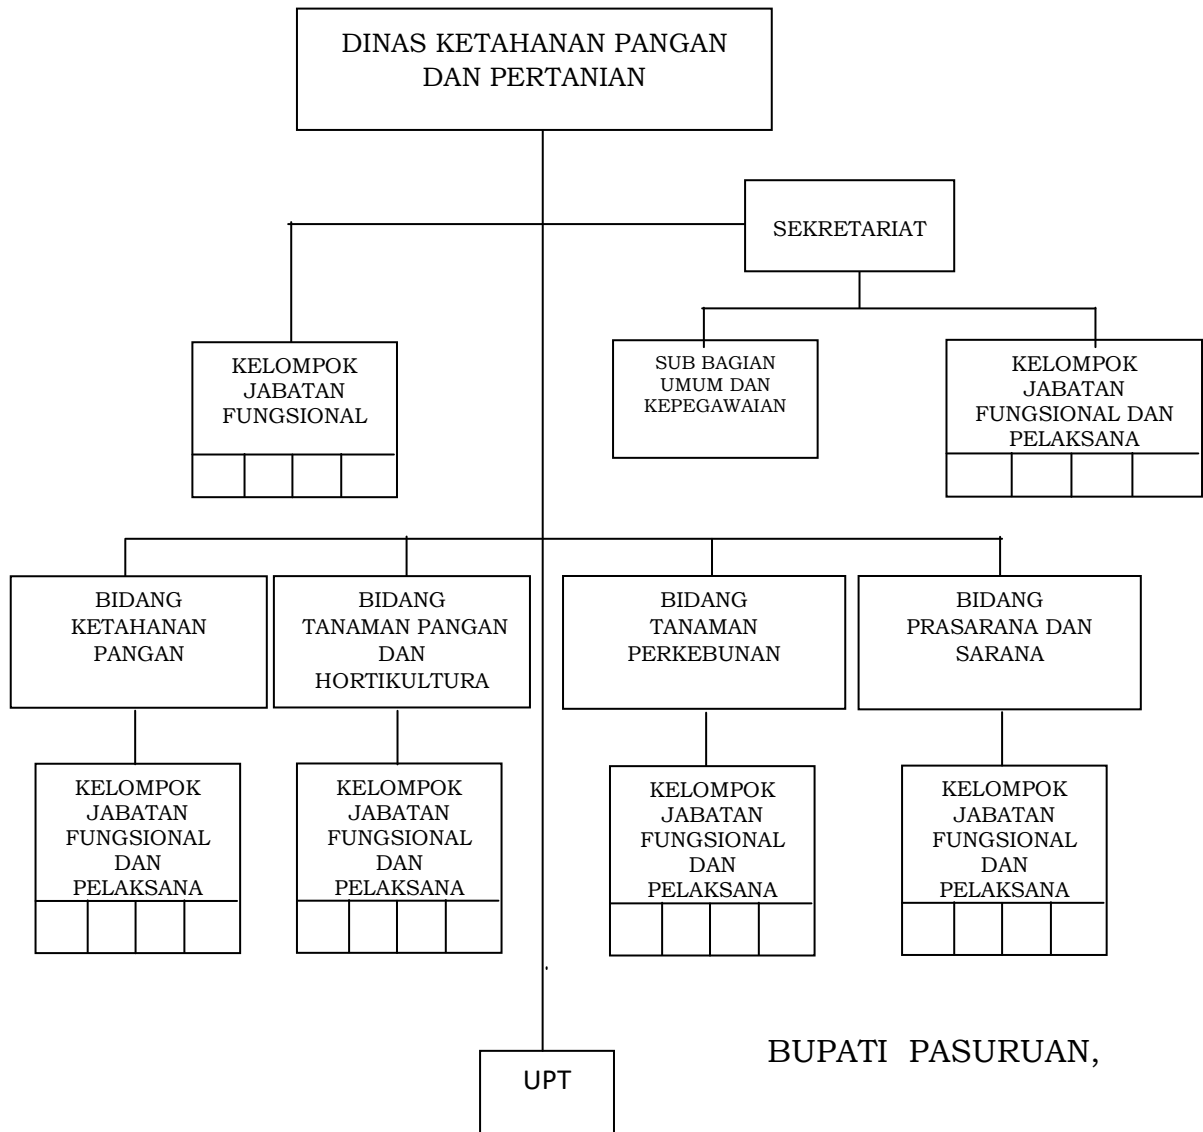 DINAS KETAHANAN PANGAN
DAN PERTANIAN
SEKRETARIAT
KELOMPOK
JABATAN
FUNGSIONAL
SUB BAGIAN
UMUM DAN
KEPEGAWAIAN
KELOMPOK
JABATAN
FUNGSIONAL DAN
PELAKSANA
BIDANG
KETAHANAN
PANGAN
BIDANG
TANAMAN PANGAN
DAN
HORTIKULTURA
BIDANG
TANAMAN
PERKEBUNAN
BIDANG
PRASARANA DAN
SARANA
KELOMPOK
JABATAN
FUNGSIONAL
DAN
PELAKSANA
KELOMPOK
JABATAN
FUNGSIONAL
DAN
PELAKSANA
KELOMPOK
JABATAN
FUNGSIONAL
DAN
PELAKSANA
KELOMPOK
JABATAN
FUNGSIONAL
DAN
PELAKSANA
BUPATI PASURUAN,
UPT